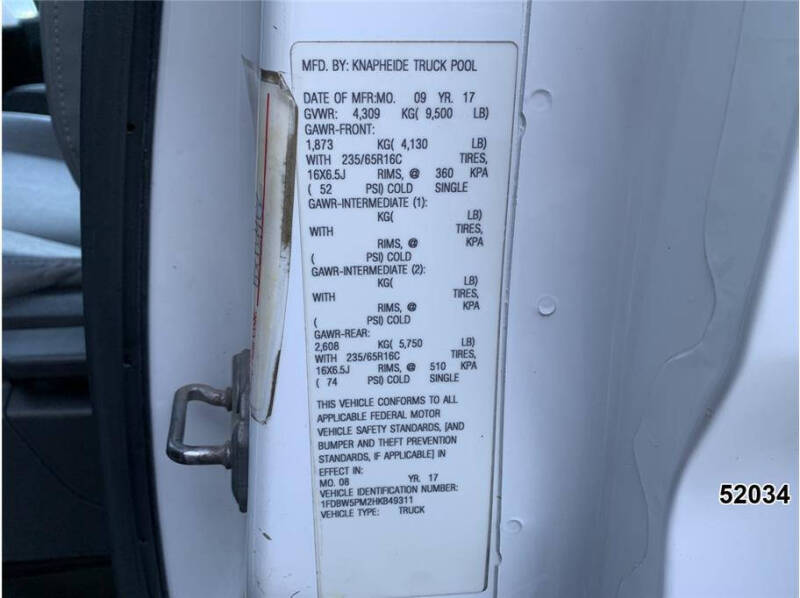 MFD. BY: KNAPHEIDE TRUCK POOL
DATE OF MFR:MO. 09 YR. 17
GVWR: 4,309 KG( 9,500 LB)
GAWR-FRONT:
1,873 KG( 4,130 LB)
WITH 235/65R16C TIRES,
16X6.5J RIMS, @ 360 KPA
( 52 PSI) COLD SINGLE
GAWR-INTERMEDIATE (1):
KG( LB)
WITH TIRES,
RIMS, @ KPA
( PSI) COLD
GAWR-INTERMEDIATE (2):
KG( LB)
WITH TIRES,
RIMS, @ KPA
( PSI) COLD
GAWR-REAR:
2,608 KG( 5,750 LB)
WITH 235/65R16C TIRES,
16X6.5J RIMS, @ 510 KPA
( 74 PSI) COLD SINGLE
THIS VEHICLE CONFORMS TO ALL
APPLICABLE FEDERAL MOTOR
VEHICLE SAFETY STANDARDS, [AND
BUMPER AND THEFT PREVENTION
STANDARDS, IF APPLICABLE] IN
EFFECT IN:
MO. 08 YR. 17
VEHICLE IDENTIFICATION NUMBER:
1FDBW5PM2HKB49311
VEHICLE TYPE: TRUCK
52034